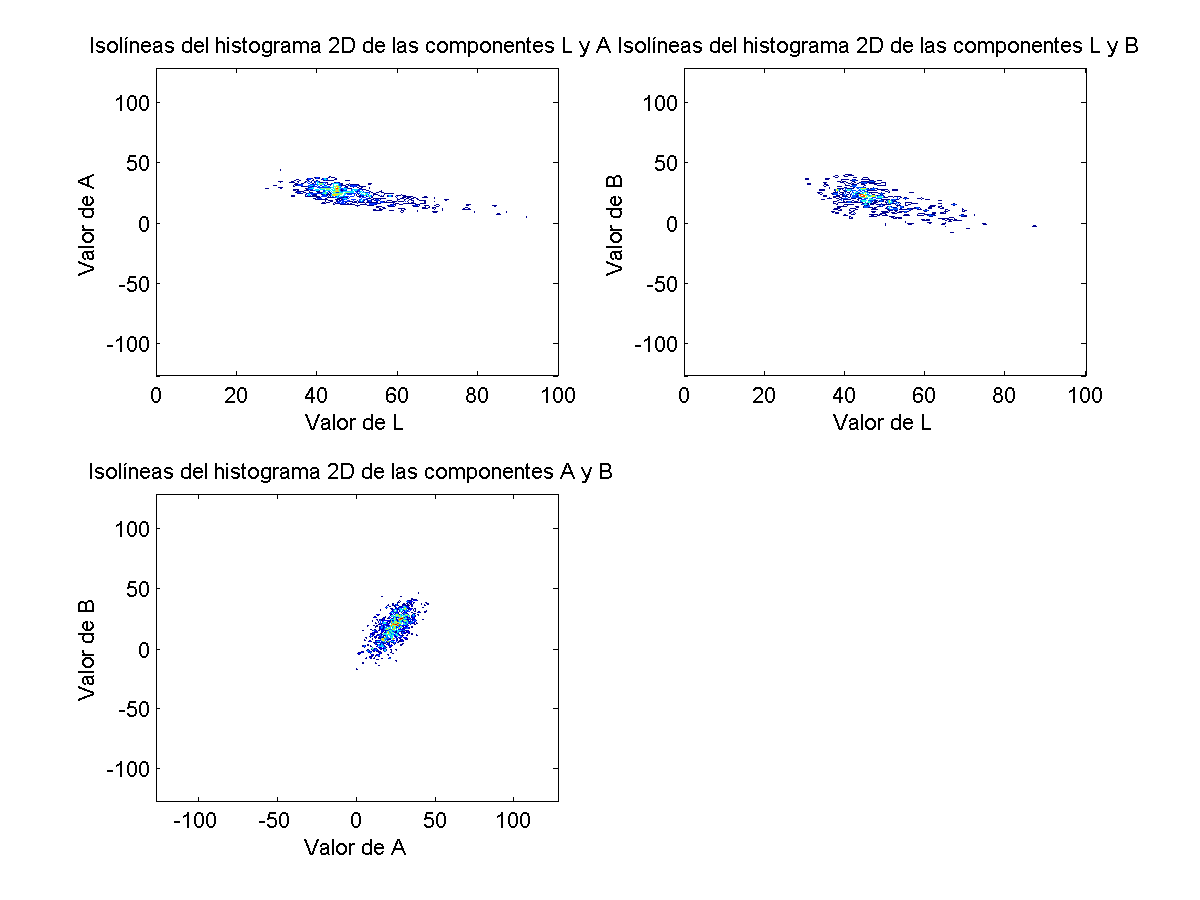 Isolíneas del histograma 2D de las componentes L y A
Valor de A
100
50
0
-50
-100
0 20 40 60 80 100
Valor de L
Isolíneas del histograma 2D de las componentes L y B
Valor de B
100
50
0
-50
-100
0 20 40 60 80 100
Valor de L
Isolíneas del histograma 2D de las componentes A y B
Valor de B
100
50
0
-50
-100
-100 -50 0 50 100
Valor de A